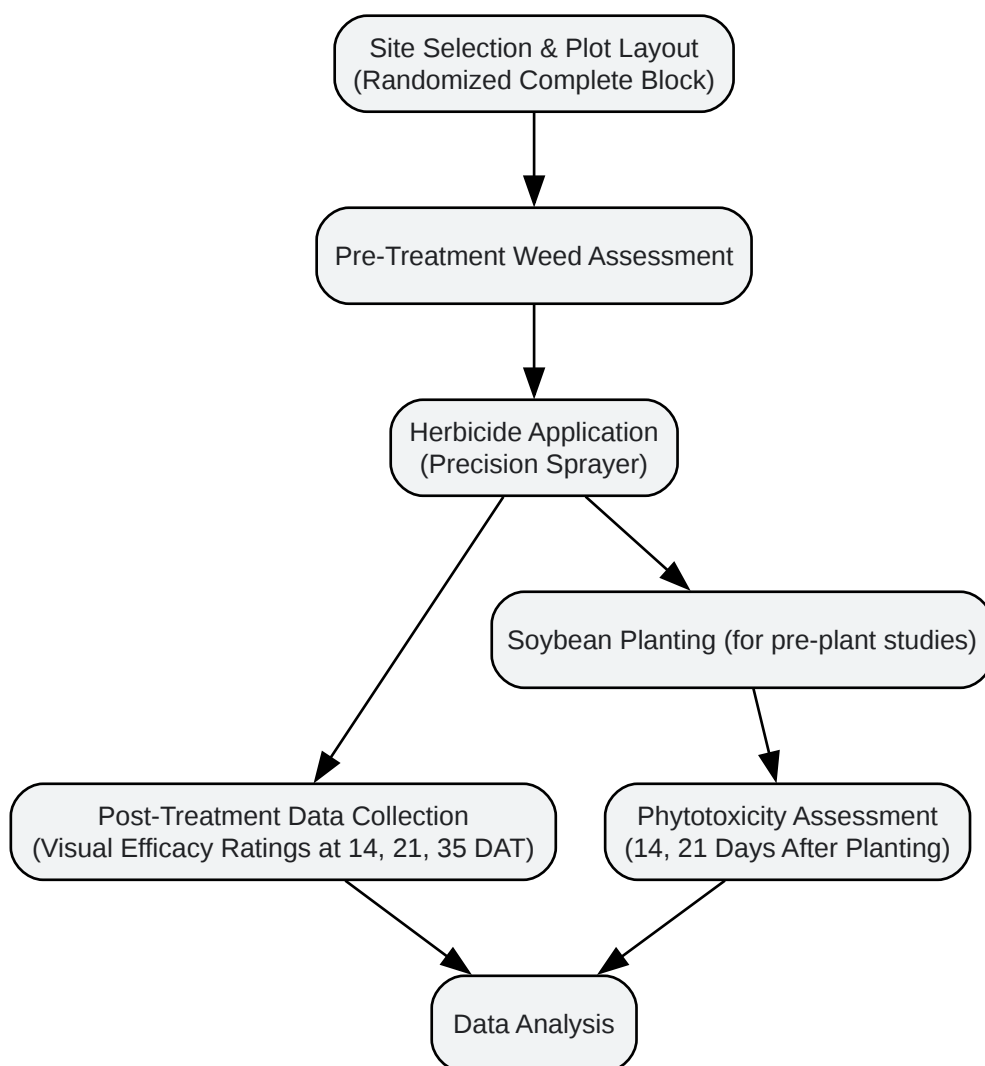 Site Selection & Plot Layout
(Randomized Complete Block)
Pre-Treatment Weed Assessment
Herbicide Application
(Precision Sprayer)
Soybean Planting (for pre-plant studies)
Post-Treatment Data Collection
(Visual Efficacy Ratings at 14, 21, 35 DAT)
Phytotoxicity Assessment
(14, 21 Days After Planting)
Data Analysis